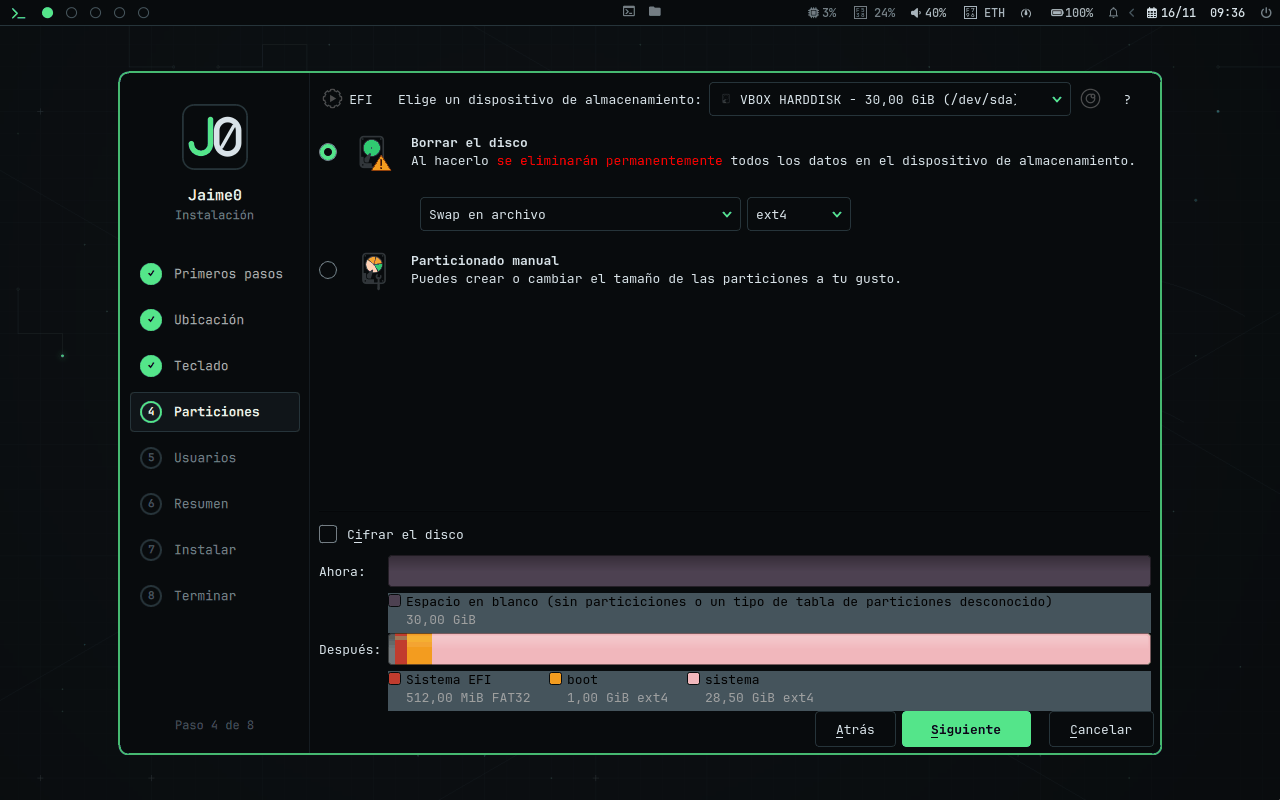 3%
24%
40%
ETH
100%
16/11
09:36
J0
Jaime0
Instalación
Primeros pasos
Ubicación
Teclado
4 Particiones
5 Usuarios
6 Resumen
7 Instalar
8 Terminar
Paso 4 de 8
EFI
Elige un dispositivo de almacenamiento:
VBOX HARDDISK - 30,00 GiB (/dev/sda)
?
Borrar el disco
Al hacerlo se eliminarán permanentemente todos los datos en el dispositivo de almacenamiento.
Swap en archivo
ext4
Particionado manual
Puedes crear o cambiar el tamaño de las particiones a tu gusto.
Cifrar el disco
Ahora:
Espacio en blanco (sin particiciones o un tipo de tabla de particiones desconocido)
30,00 GiB
Después:
Sistema EFI
512,00 MiB FAT32
boot
1,00 GiB ext4
sistema
28,50 GiB ext4
Atrás
Siguiente
Cancelar